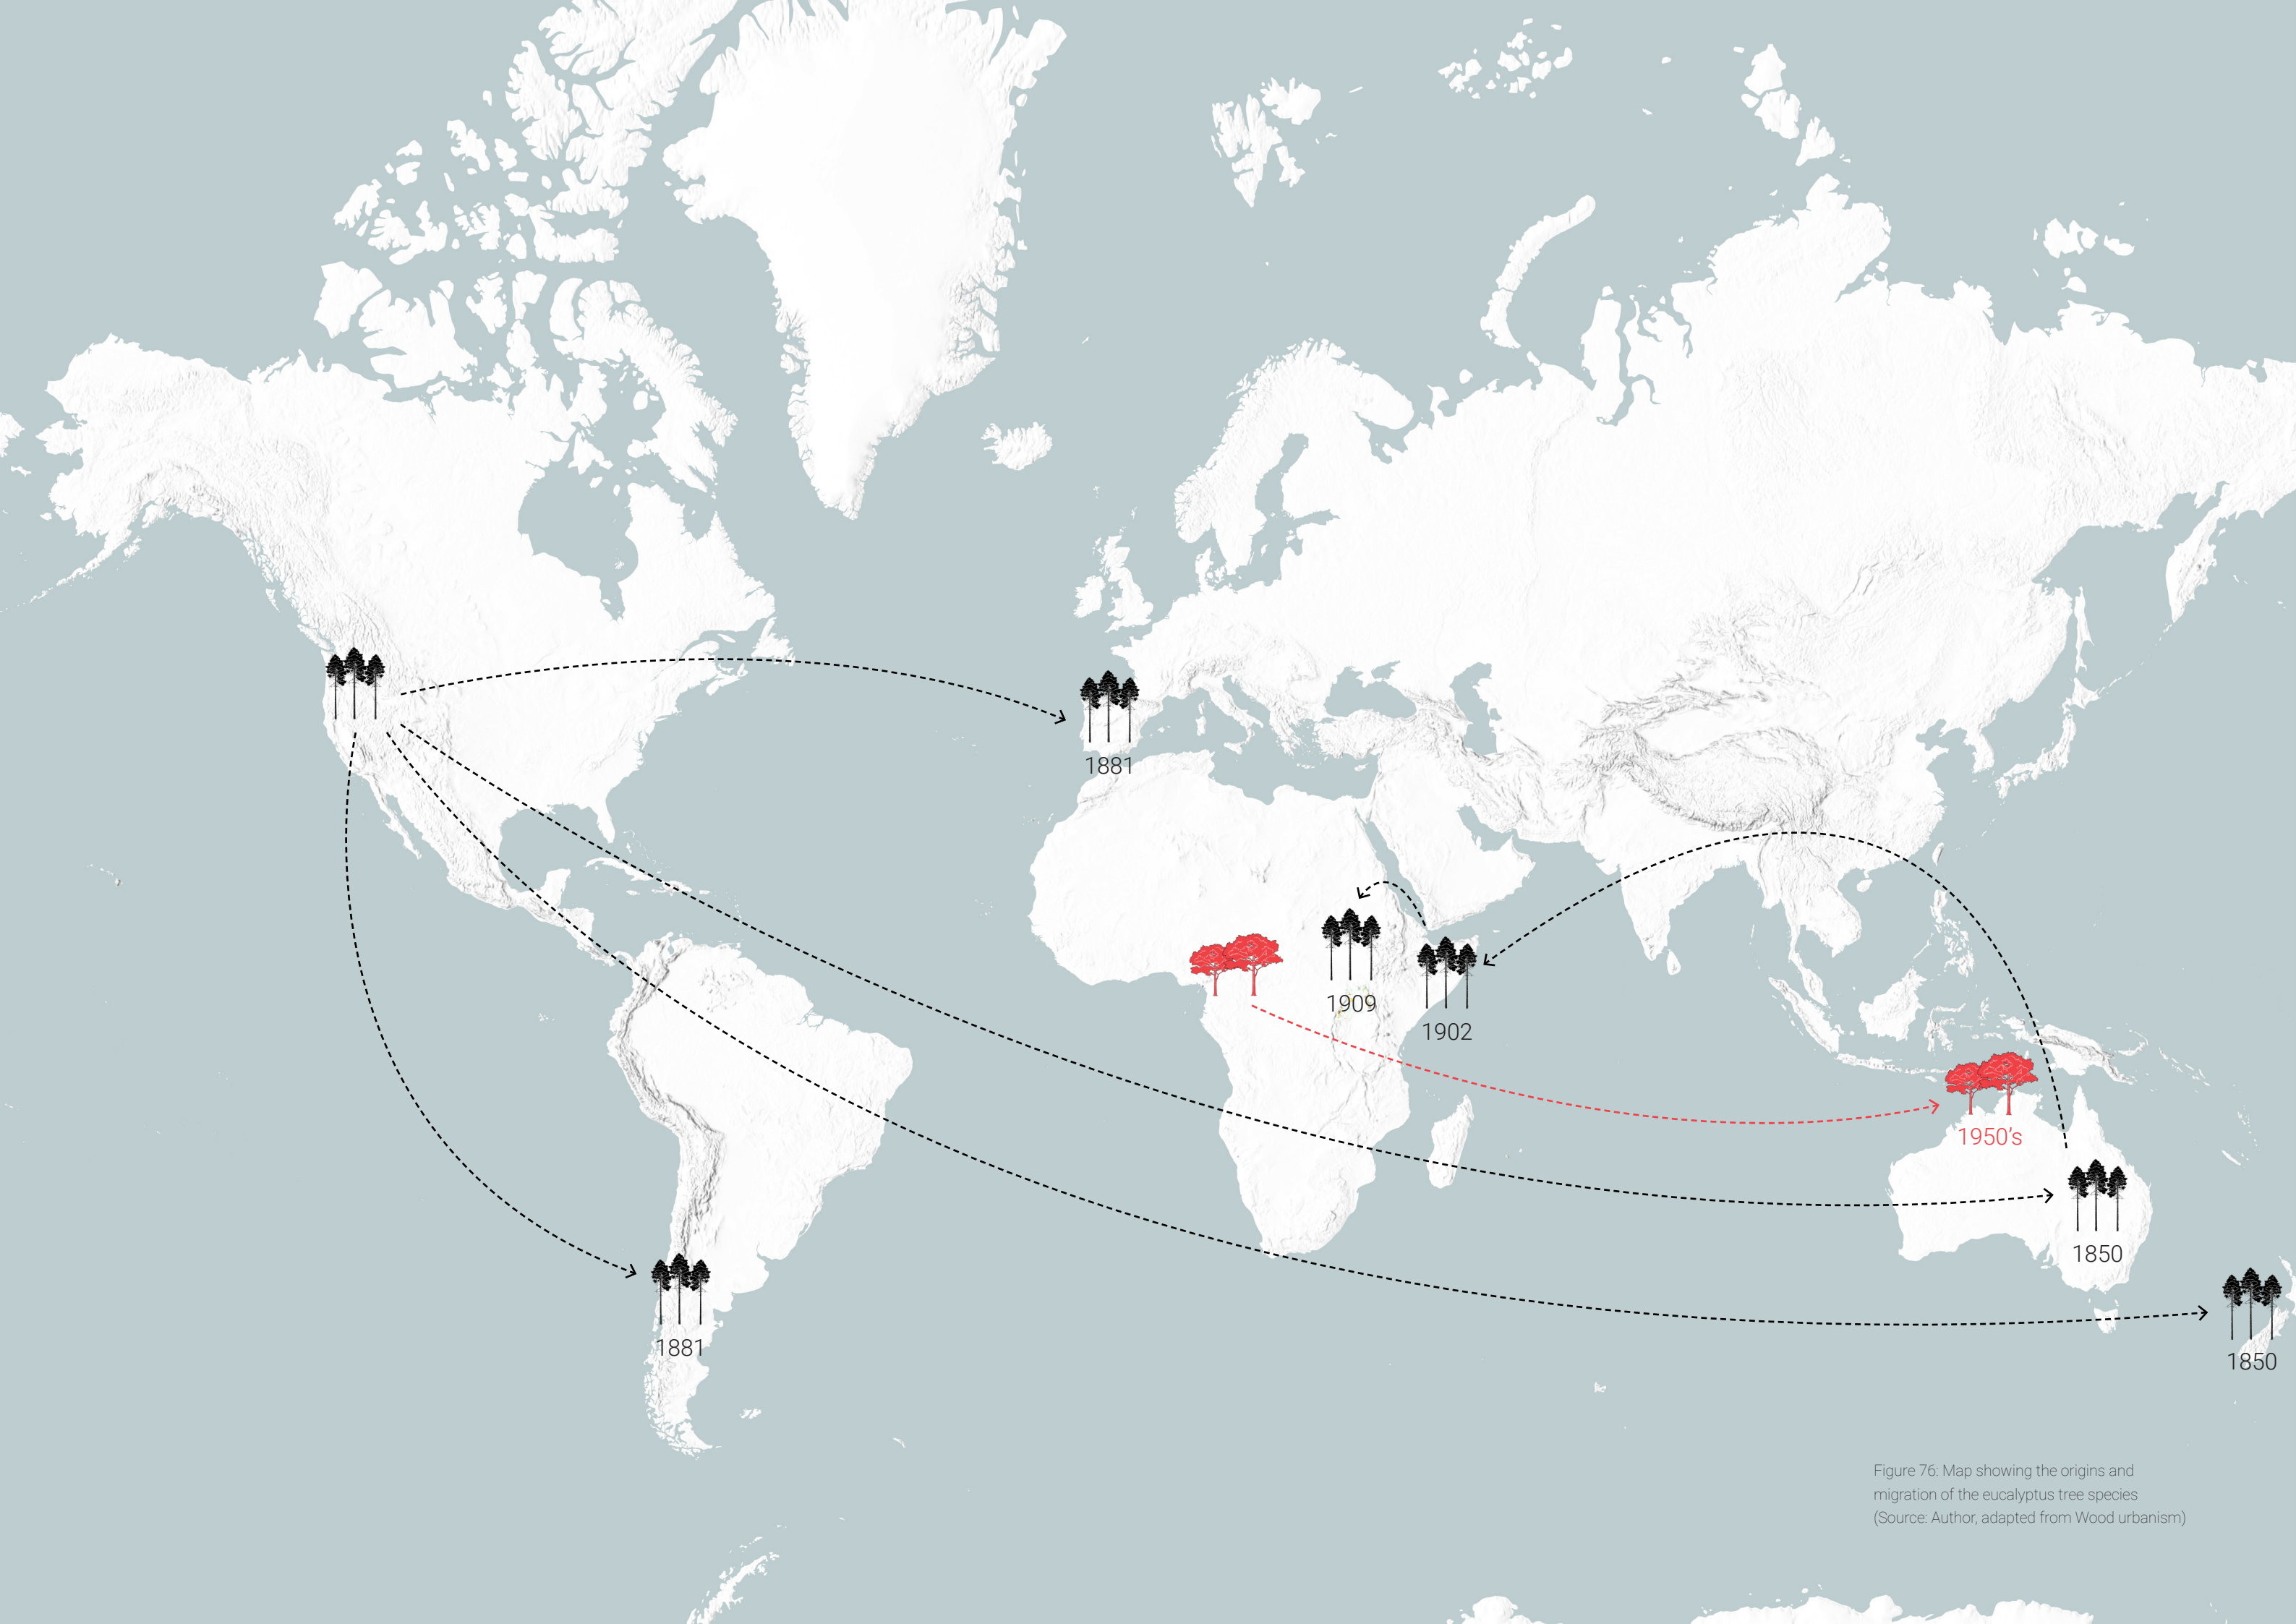 1881
1909
1902
1950's
1850
1881
1850
Figure 76: Map showing the origins and
migration of the eucalyptus tree species
(Source: Author, adapted from Wood urbanism)